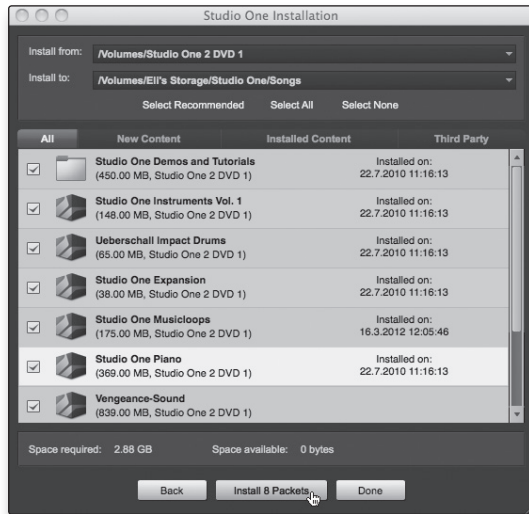 Studio One Installation
Install from: /Volumes/Studio One 2 DVD 1
Install to: /Volumes/Eli's Storage/Studio One/Songs
Select Recommended Select All Select None
All New Content Installed Content Third Party
Studio One Demos and Tutorials
(450.00 MB, Studio One 2 DVD 1)
Installed on:
22.7.2010 11:16:13
Studio One Instruments Vol. 1
(148.00 MB, Studio One 2 DVD 1)
Installed on:
22.7.2010 11:16:13
Ueberschall Impact Drums
(65.00 MB, Studio One 2 DVD 1)
Installed on:
22.7.2010 11:16:13
Studio One Expansion
(38.00 MB, Studio One 2 DVD 1)
Installed on:
22.7.2010 11:16:13
Studio One Musicloops
(175.00 MB, Studio One 2 DVD 1)
Installed on:
16.3.2012 12:05:46
Studio One Piano
(369.00 MB, Studio One 2 DVD 1)
Installed on:
22.7.2010 11:16:13
Vengeance-Sound
(839.00 MB, Studio One 2 DVD 1)
Space required: 2.88 GB Space available: 0 bytes
Back Install 8 Packets Done